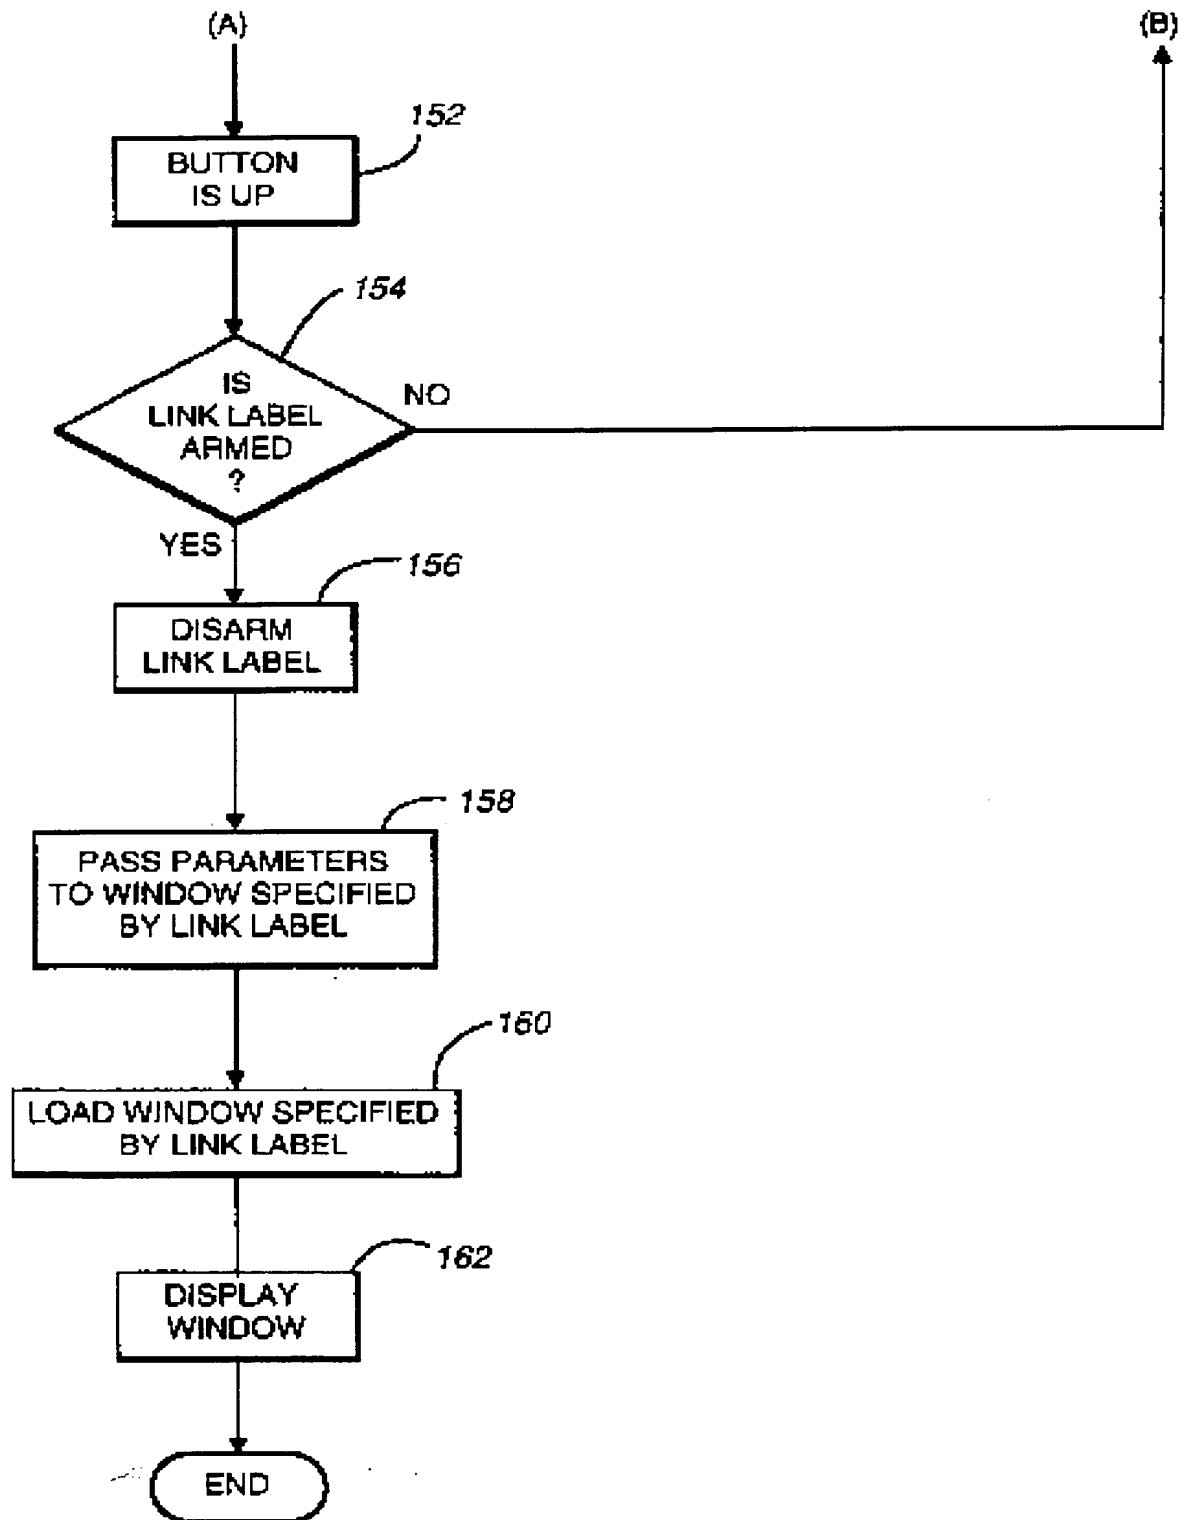 (A)
(B)
152
BUTTON
IS UP
154
IS
LINK LABEL
ARMED
?
NO
YES
156
DISARM
LINK LABEL
158
PASS PARAMETERS
TO WINDOW SPECIFIED
BY LINK LABEL
160
LOAD WINDOW SPECIFIED
BY LINK LABEL
162
DISPLAY
WINDOW
END